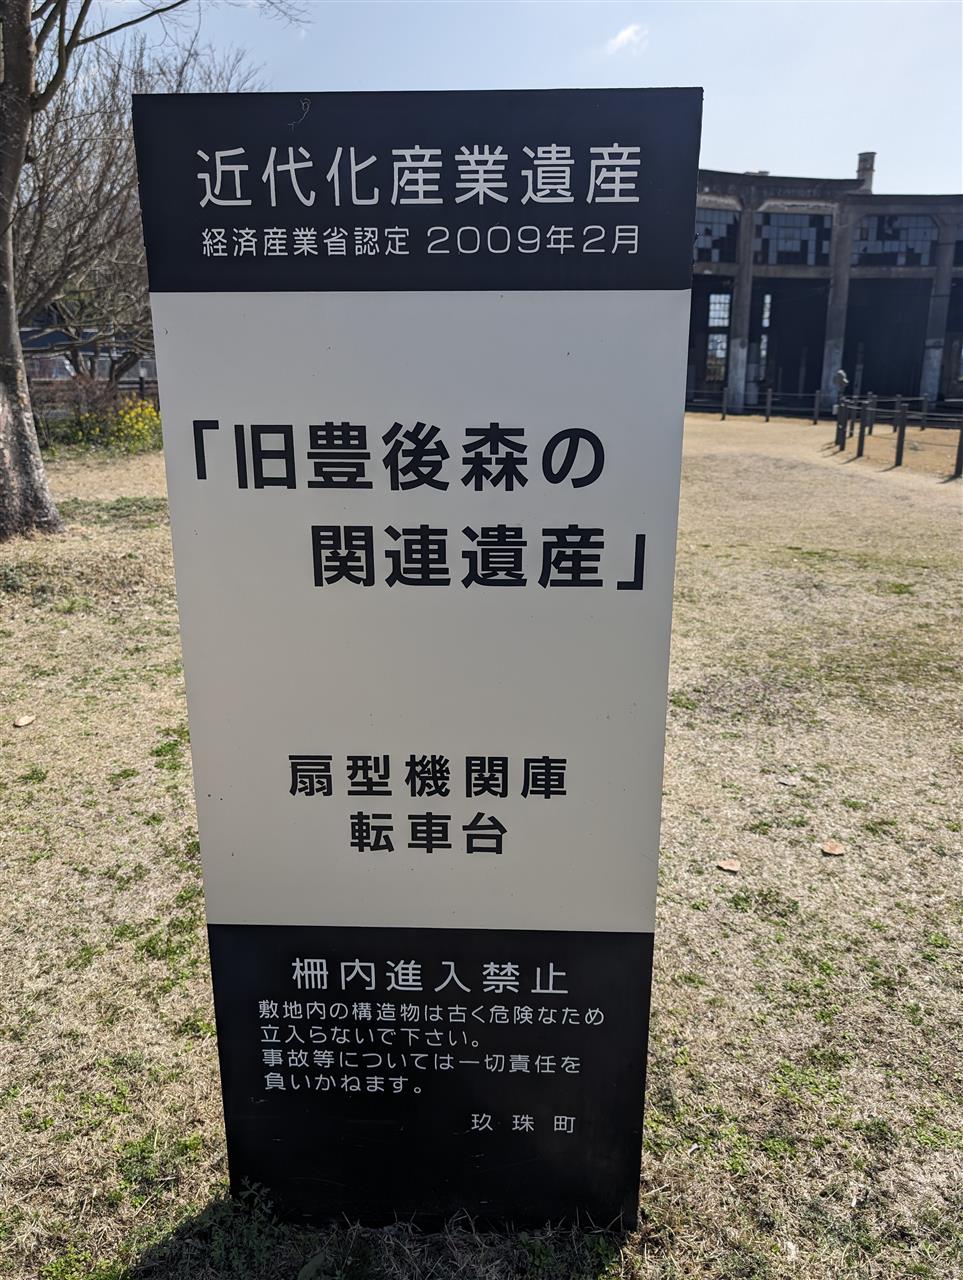 近代化産業遺産
経済産業省認定 2009年2月
「旧豊後森の
関連遺産」
扇型機関庫
転車台
柵内進入禁止
敷地内の構造物は古く危険なため
立入らないで下さい。
事故等については一切責任を
負いかねます。
玖珠町